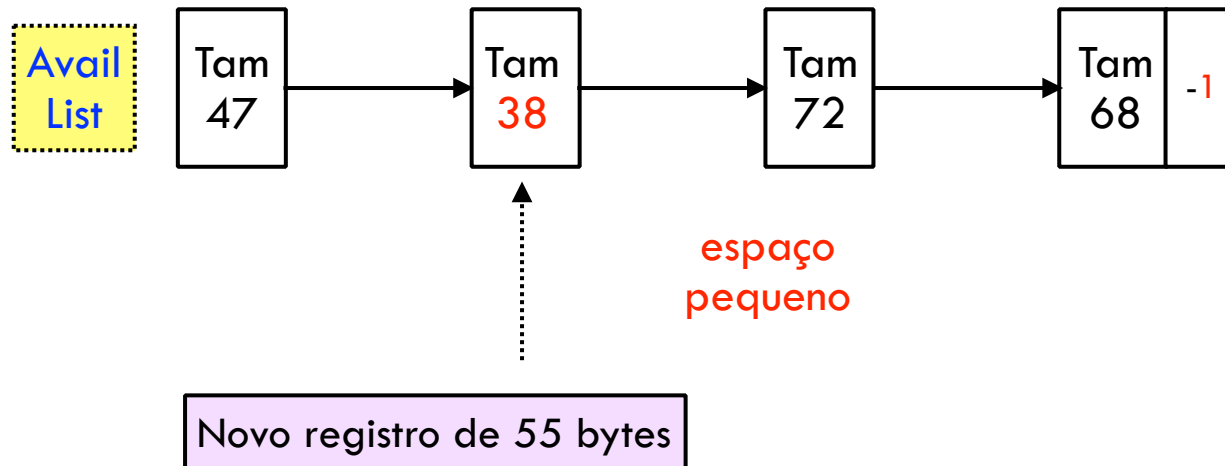 Avail
List
Tam
47
Tam
38
Tam
72
Tam
68
-1
espaço
pequeno
Novo registro de 55 bytes